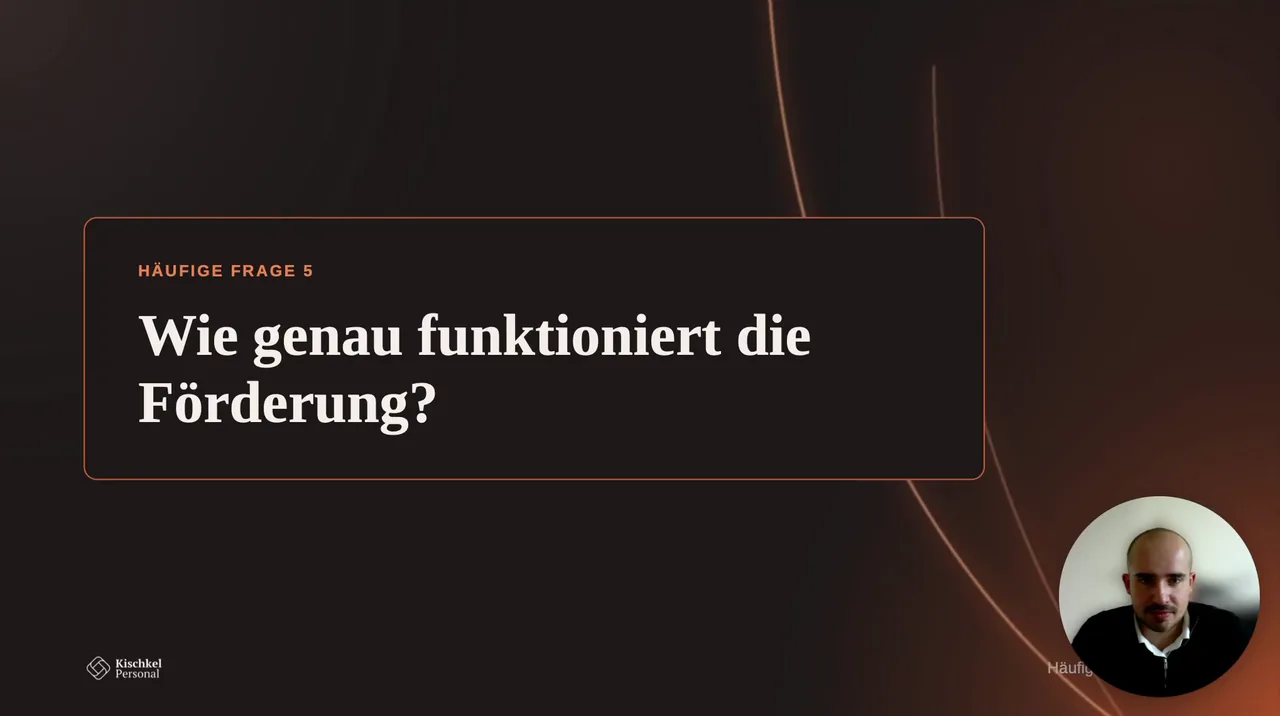 HÄUFIGE FRAGE 5
Wie genau funktioniert die
Förderung?
Kischkel
Personal